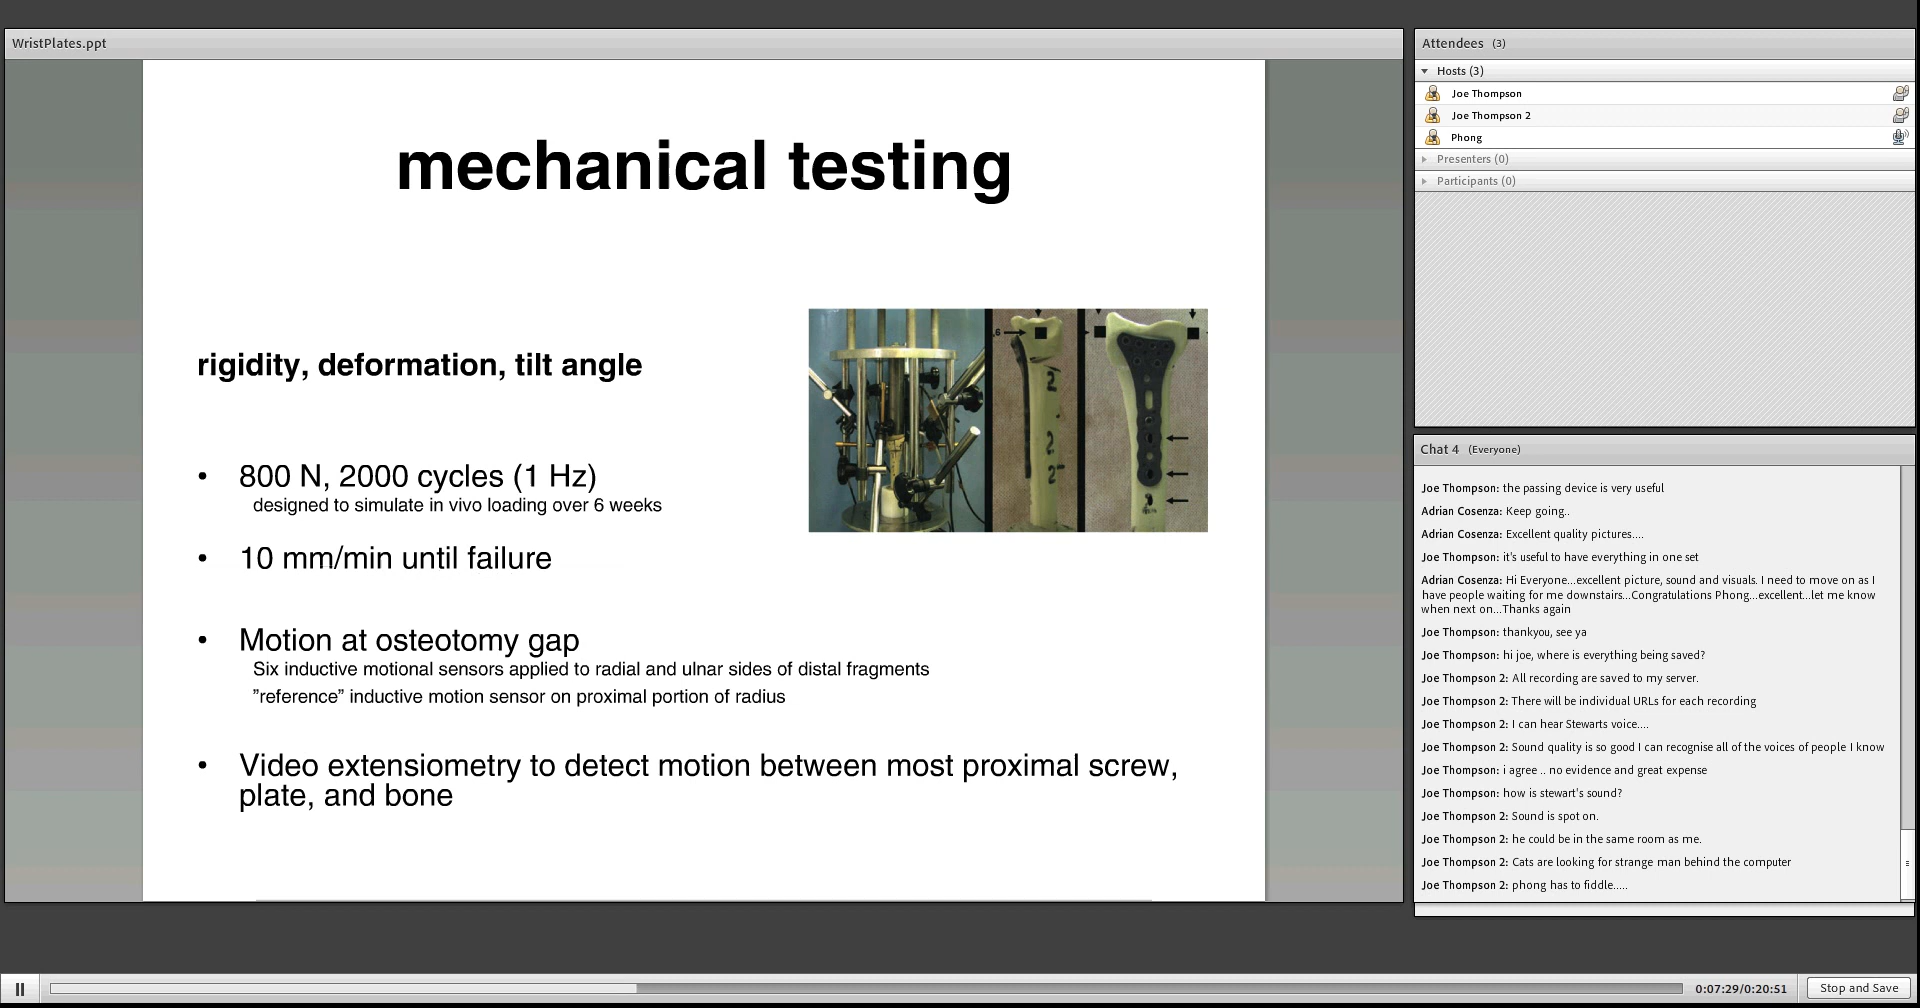 WristPlates.ppt
mechanical testing
rigidity, deformation, tilt angle
• 800 N, 2000 cycles (1 Hz)
designed to simulate in vivo loading over 6 weeks
• 10 mm/min until failure
• Motion at osteotomy gap
Six inductive motional sensors applied to radial and ulnar sides of distal fragments
”reference” inductive motion sensor on proximal portion of radius
• Video extensiometry to detect motion between most proximal screw,
plate, and bone
6
Attendees (3)
Hosts (3)
Joe Thompson
Joe Thompson 2
Phong
Presenters (0)
Participants (0)
Chat 4 (Everyone)
Joe Thompson: the passing device is very useful
Adrian Cosenza: Keep going..
Adrian Cosenza: Excellent quality pictures....
Joe Thompson: it's useful to have everything in one set
Adrian Cosenza: Hi Everyone...excellent picture, sound and visuals. I need to move on as I
have people waiting for me downstairs...Congratulations Phong...excellent...let me know
when next on...Thanks again
Joe Thompson: thankyou, see ya
Joe Thompson: hi joe, where is everything being saved?
Joe Thompson 2: All recording are saved to my server.
Joe Thompson 2: There will be individual URLs for each recording
Joe Thompson 2: I can hear Stewarts voice....
Joe Thompson 2: Sound quality is so good I can recognise all of the voices of people I know
Joe Thompson: i agree .. no evidence and great expense
Joe Thompson: how is stewart's sound?
Joe Thompson 2: Sound is spot on.
Joe Thompson 2: he could be in the same room as me.
Joe Thompson 2: Cats are looking for strange man behind the computer
Joe Thompson 2: phong has to fiddle.....
0:07:29/0:20:51
Stop and Save